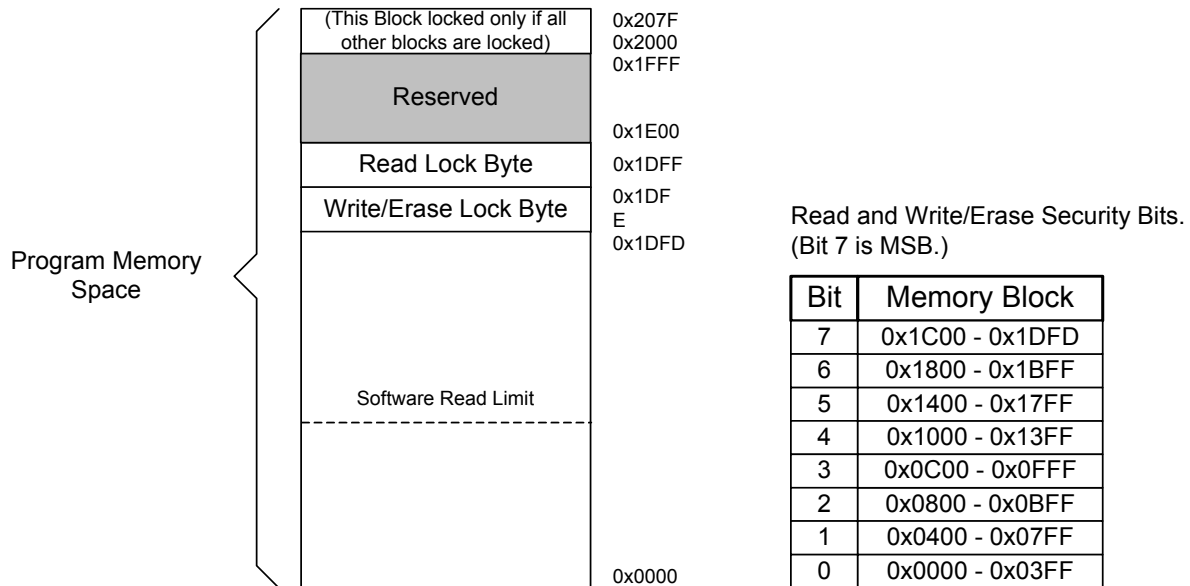 (This Block locked only if all
other blocks are locked)
0x207F
0x2000
0x1FFF
Reserved
0x1E00
Read Lock Byte
0x1DFF
Write/Erase Lock Byte
0x1DF
E
0x1DFD
Program Memory
Space
Software Read Limit
0x0000
Read and Write/Erase Security Bits.
(Bit 7 is MSB.)
Bit Memory Block
7 0x1C00 - 0x1DFD
6 0x1800 - 0x1BFF
5 0x1400 - 0x17FF
4 0x1000 - 0x13FF
3 0x0C00 - 0x0FFF
2 0x0800 - 0x0BFF
1 0x0400 - 0x07FF
0 0x0000 - 0x03FF